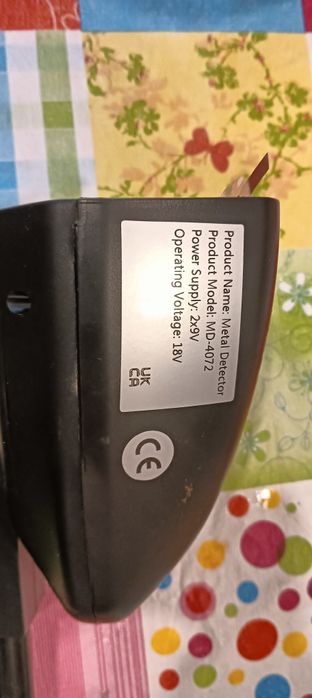 Product Name: Metal Detector
Product Model: MD-4072
Power Supply: 2x9V
Operating Voltage: 18V
UK
CA
CE